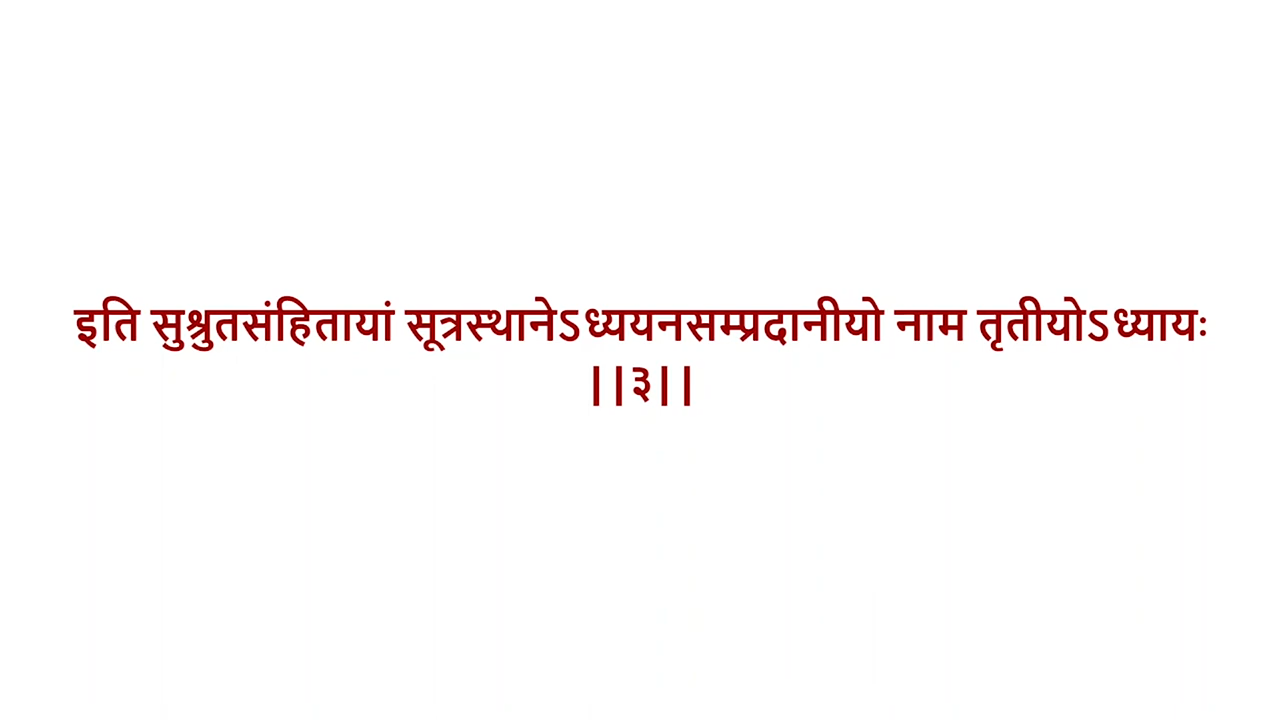 इति सुश्रुतसंहितायां सूत्रस्थानेऽध्ययनसम्प्रदानीयो नाम तृतीयोऽध्यायः
||३||